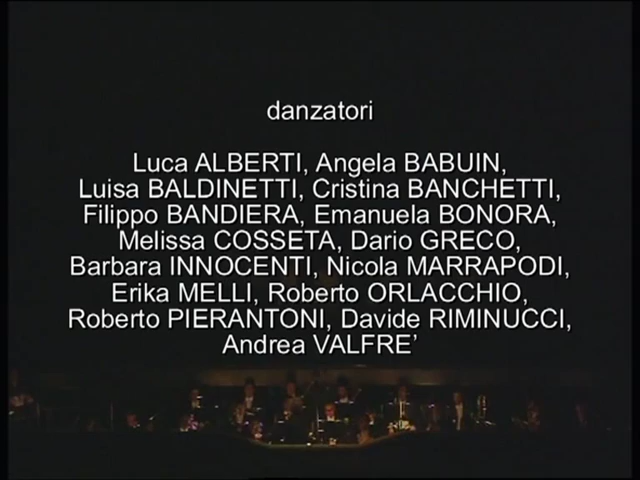 danzatori
Luca ALBERTI, Angela BABUIN,
Luisa BALDINETTI, Cristina BANCHETTI,
Filippo BANDIERA, Emanuela BONORA,
Melissa COSSETA, Dario GRECO,
Barbara INNOCENTI, Nicola MARRAPODI,
Erika MELLI, Roberto ORLACCHIO,
Roberto PIERANTONI, Davide RIMINUCCI,
Andrea VALFRE’